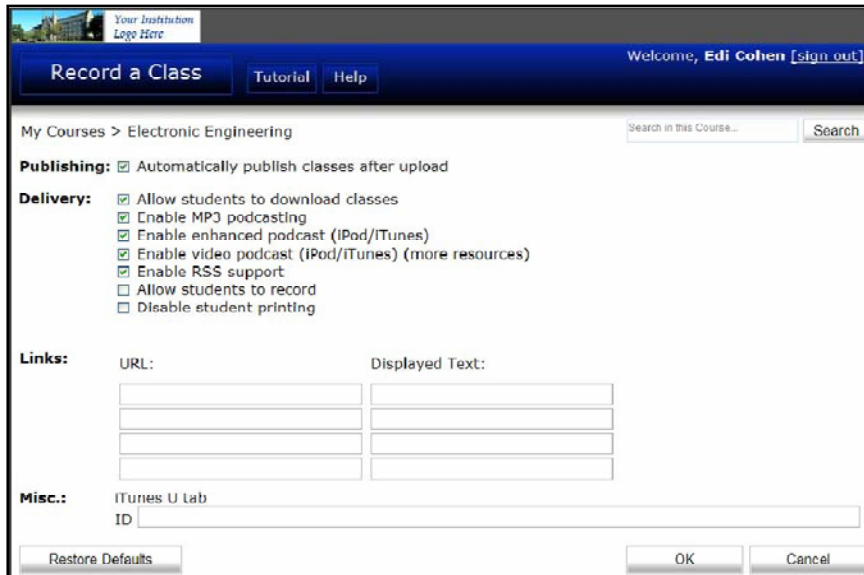 Your Institution
Logo Here
Welcome, Edi Cohen [sign out]
Record a Class
Tutorial
Help
My Courses > Electronic Engineering
Search in this Course...
Search
Publishing: Automatically publish classes after upload
Delivery: Allow students to download classes
Enable MP3 podcasting
Enable enhanced podcast (iPod/iTunes)
Enable video podcast (iPod/iTunes) (more resources)
Enable RSS support
Allow students to record
Disable student printing
Links: URL: Displayed Text:
Misc.: iTunes U tab
ID
Restore Defaults
OK
Cancel